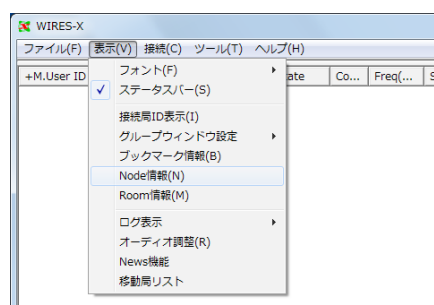 WIRES-X
ファイル(F) 表示(V) 接続(C) ツール(T) ヘルプ(H)
+M.User ID ate Co... Freq(... S
フォント(F)
ステータスバー(S)
接続局ID表示(I)
グループウィンドウ設定
ブックマーク情報(B)
Node情報(N)
Room情報(M)
ログ表示
オーディオ調整(R)
News機能
移動局リスト